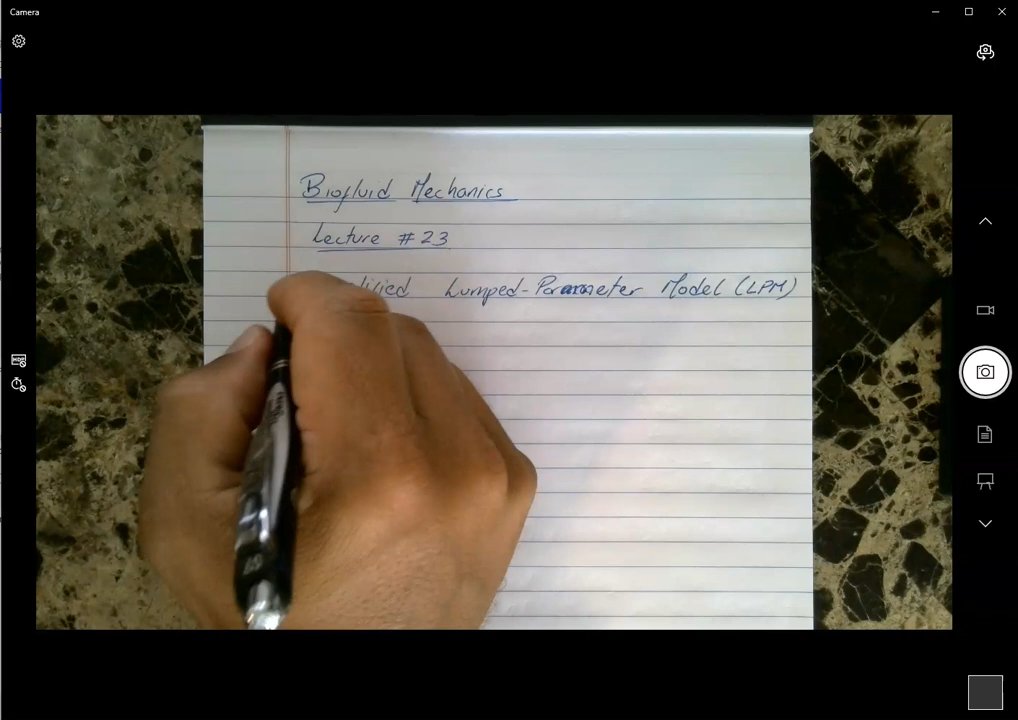 Camera
Biofluid Mechanics
Lecture # 23
Lumped-Parameter Model (LPM)